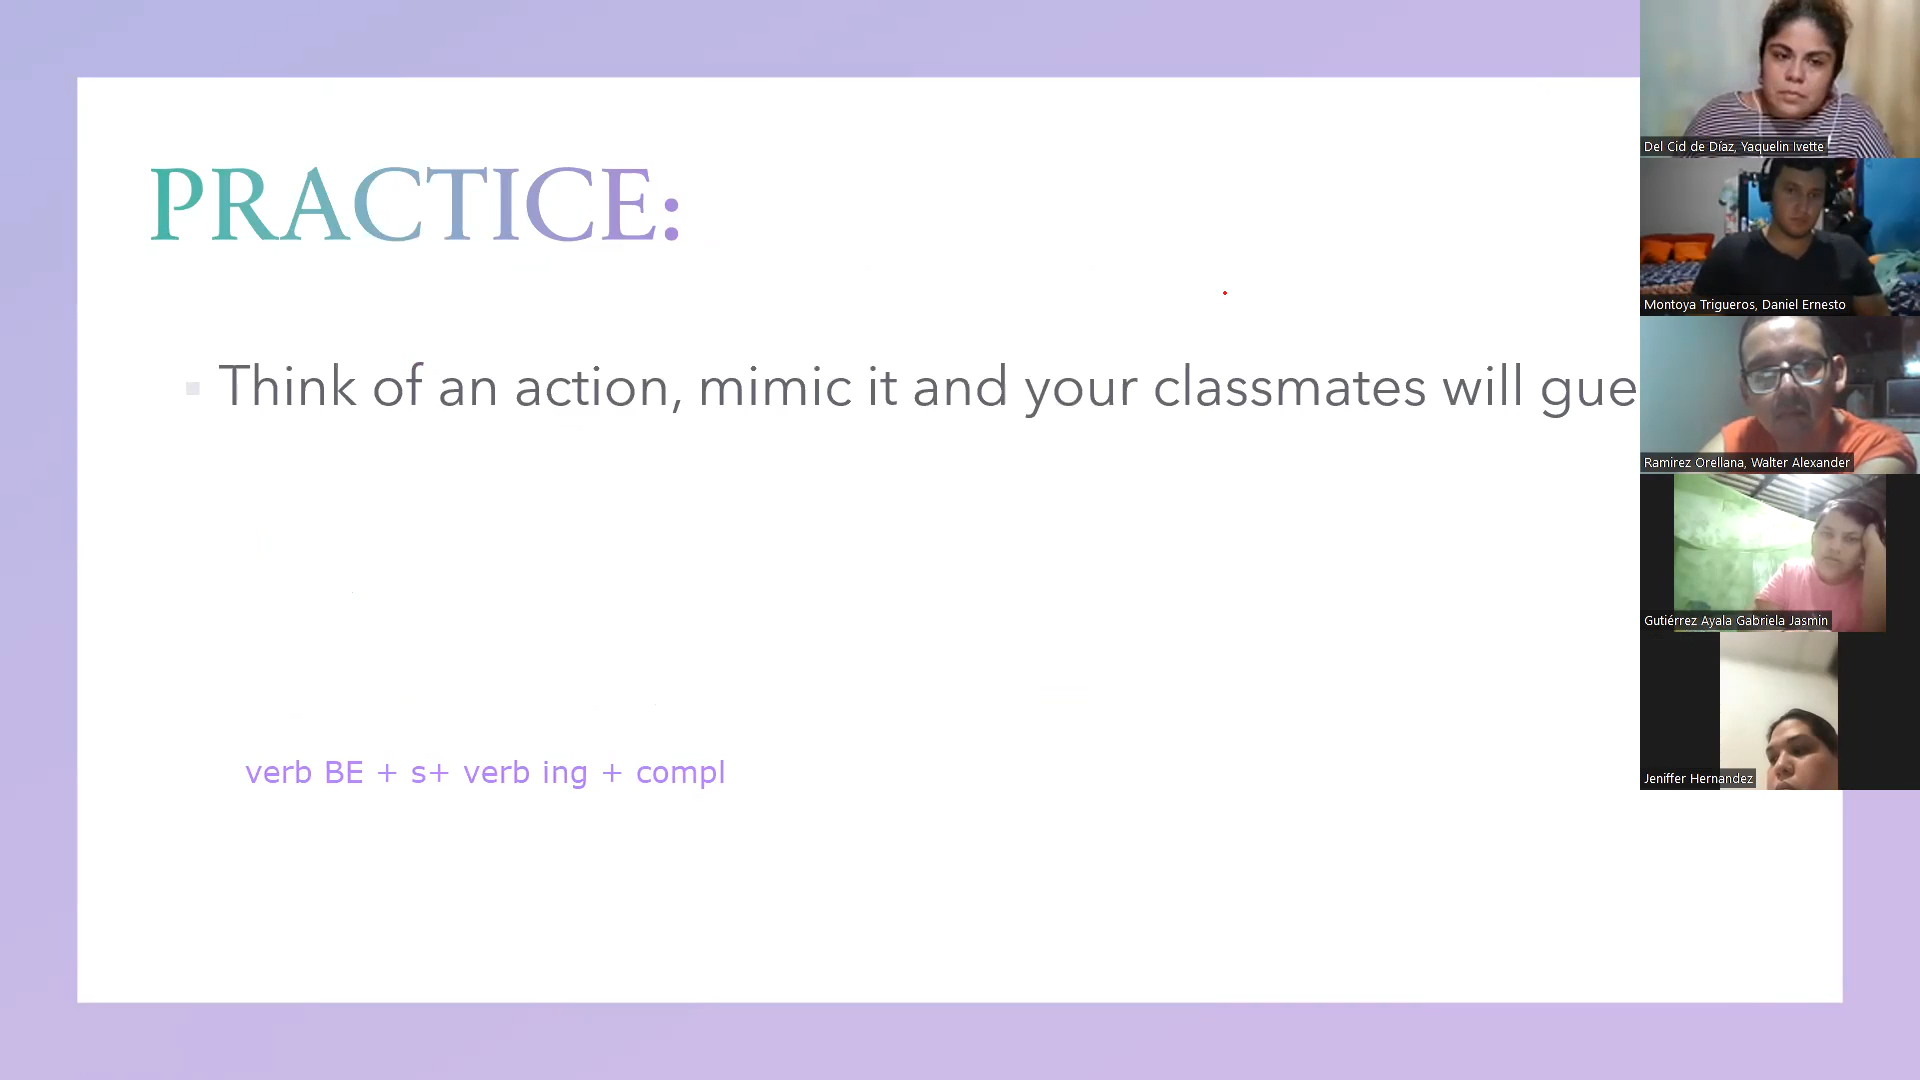 PRACTICE:
Think of an action, mimic it and your classmates will gue
verb BE + s+ verb ing + compl
Del Cid de Díaz, Yaquelin Ivette
Montoya Trigueros, Daniel Ernesto
Ramirez Orellana, Walter Alexander
Gutiérrez Ayala Gabriela Jasmin
Jeniffer Hernandez